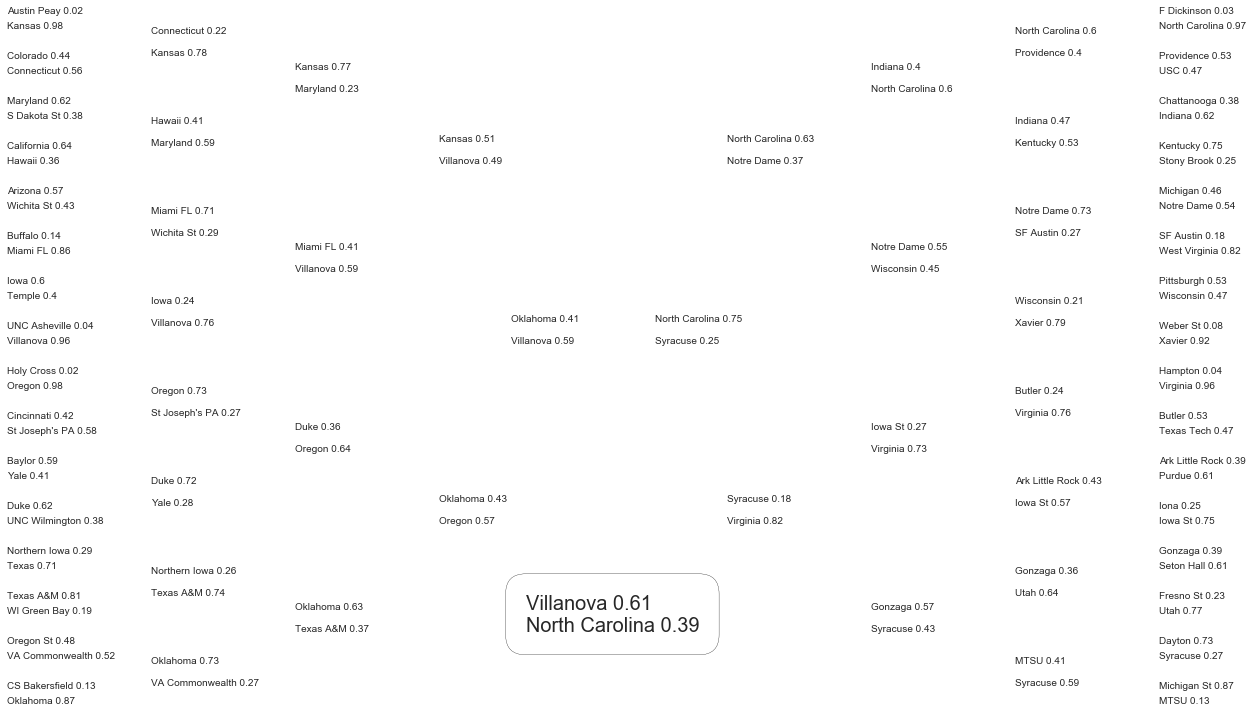 Austin Peay 0.02
Kansas 0.98
Colorado 0.44
Connecticut 0.56
Maryland 0.62
S Dakota St 0.38
California 0.64
Hawaii 0.36
Arizona 0.57
Wichita St 0.43
Buffalo 0.14
Miami FL 0.86
Iowa 0.6
Temple 0.4
UNC Asheville 0.04
Villanova 0.96
Holy Cross 0.02
Oregon 0.98
Cincinnati 0.42
St Joseph's PA 0.58
Baylor 0.59
Yale 0.41
Duke 0.62
UNC Wilmington 0.38
Northern Iowa 0.29
Texas 0.71
Texas A&M 0.81
WI Green Bay 0.19
Oregon St 0.48
VA Commonwealth 0.52
CS Bakersfield 0.13
Oklahoma 0.87
Connecticut 0.22
Kansas 0.78
Hawaii 0.41
Maryland 0.59
Miami FL 0.71
Wichita St 0.29
Iowa 0.24
Villanova 0.76
Oregon 0.73
St Joseph's PA 0.27
Duke 0.72
Yale 0.28
Northern Iowa 0.26
Texas A&M 0.74
Oklahoma 0.73
VA Commonwealth 0.27
Kansas 0.77
Maryland 0.23
Miami FL 0.41
Villanova 0.59
Duke 0.36
Oregon 0.64
Oklahoma 0.63
Texas A&M 0.37
Kansas 0.51
Villanova 0.49
Oklahoma 0.43
Oregon 0.57
Oklahoma 0.41
Villanova 0.59
Villanova 0.61
North Carolina 0.39
North Carolina 0.75
Syracuse 0.25
North Carolina 0.63
Notre Dame 0.37
Syracuse 0.18
Virginia 0.82
Indiana 0.4
North Carolina 0.6
Notre Dame 0.55
Wisconsin 0.45
Iowa St 0.27
Virginia 0.73
Gonzaga 0.57
Syracuse 0.43
North Carolina 0.6
Providence 0.4
Indiana 0.47
Kentucky 0.53
Notre Dame 0.73
SF Austin 0.27
Wisconsin 0.21
Xavier 0.79
Butler 0.24
Virginia 0.76
Ark Little Rock 0.43
Iowa St 0.57
Gonzaga 0.36
Utah 0.64
MTSU 0.41
Syracuse 0.59
F Dickinson 0.03
North Carolina 0.97
Providence 0.53
USC 0.47
Chattanooga 0.38
Indiana 0.62
Kentucky 0.75
Stony Brook 0.25
Michigan 0.46
Notre Dame 0.54
SF Austin 0.18
West Virginia 0.82
Pittsburgh 0.53
Wisconsin 0.47
Weber St 0.08
Xavier 0.92
Hampton 0.04
Virginia 0.96
Butler 0.53
Texas Tech 0.47
Ark Little Rock 0.39
Purdue 0.61
Iona 0.25
Iowa St 0.75
Gonzaga 0.39
Seton Hall 0.61
Fresno St 0.23
Utah 0.77
Dayton 0.73
Syracuse 0.27
Michigan St 0.87
MTSU 0.13